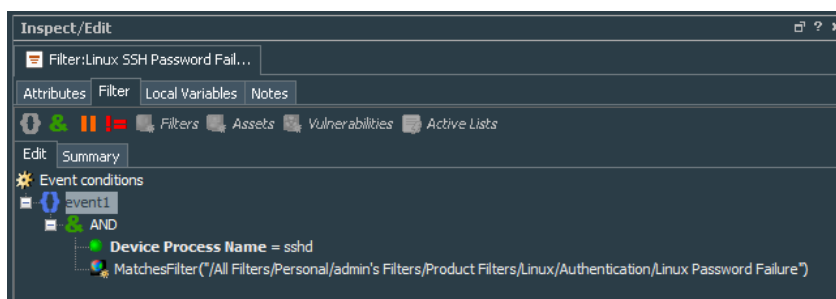 Inspect/Edit
Filter:Linux SSH Password Fail...
Attributes Filter Local Variables Notes
Filters Assets Vulnerabilities Active Lists
Edit Summary
Event conditions
event1
& AND
Device Process Name = sshd
MatchesFilter("/All Filters/Personal/admin's Filters/Product Filters/Linux/Authentication/Linux Password Failure")